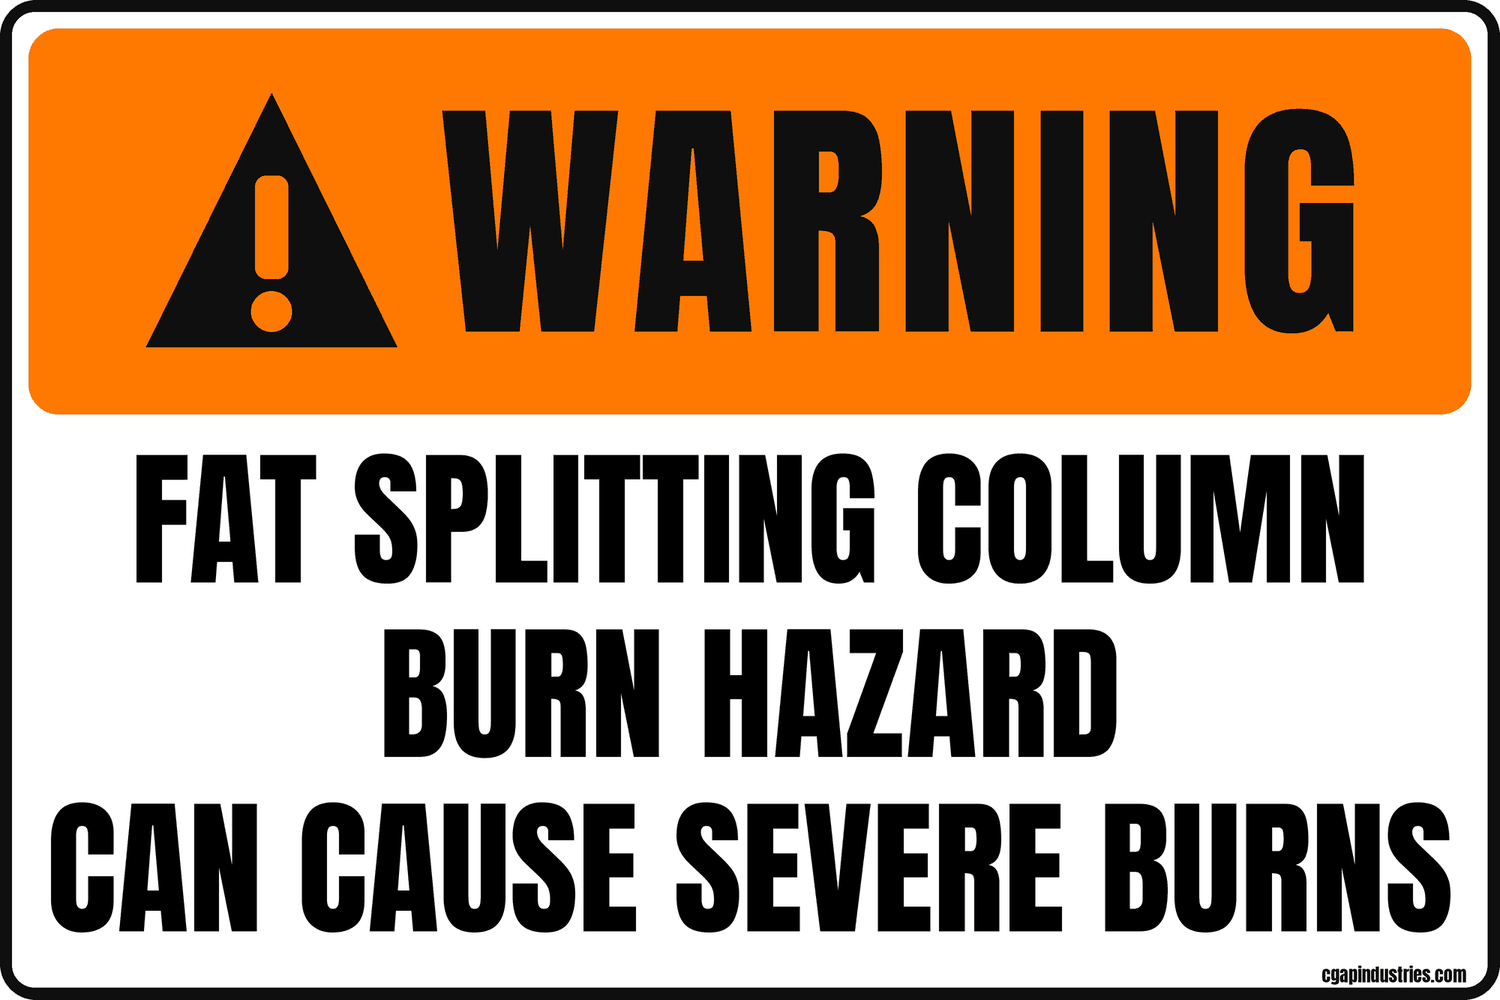 WARNING
FAT SPLITTING COLUMN
BURN HAZARD
CAN CAUSE SEVERE BURNS
cgapindustries.com